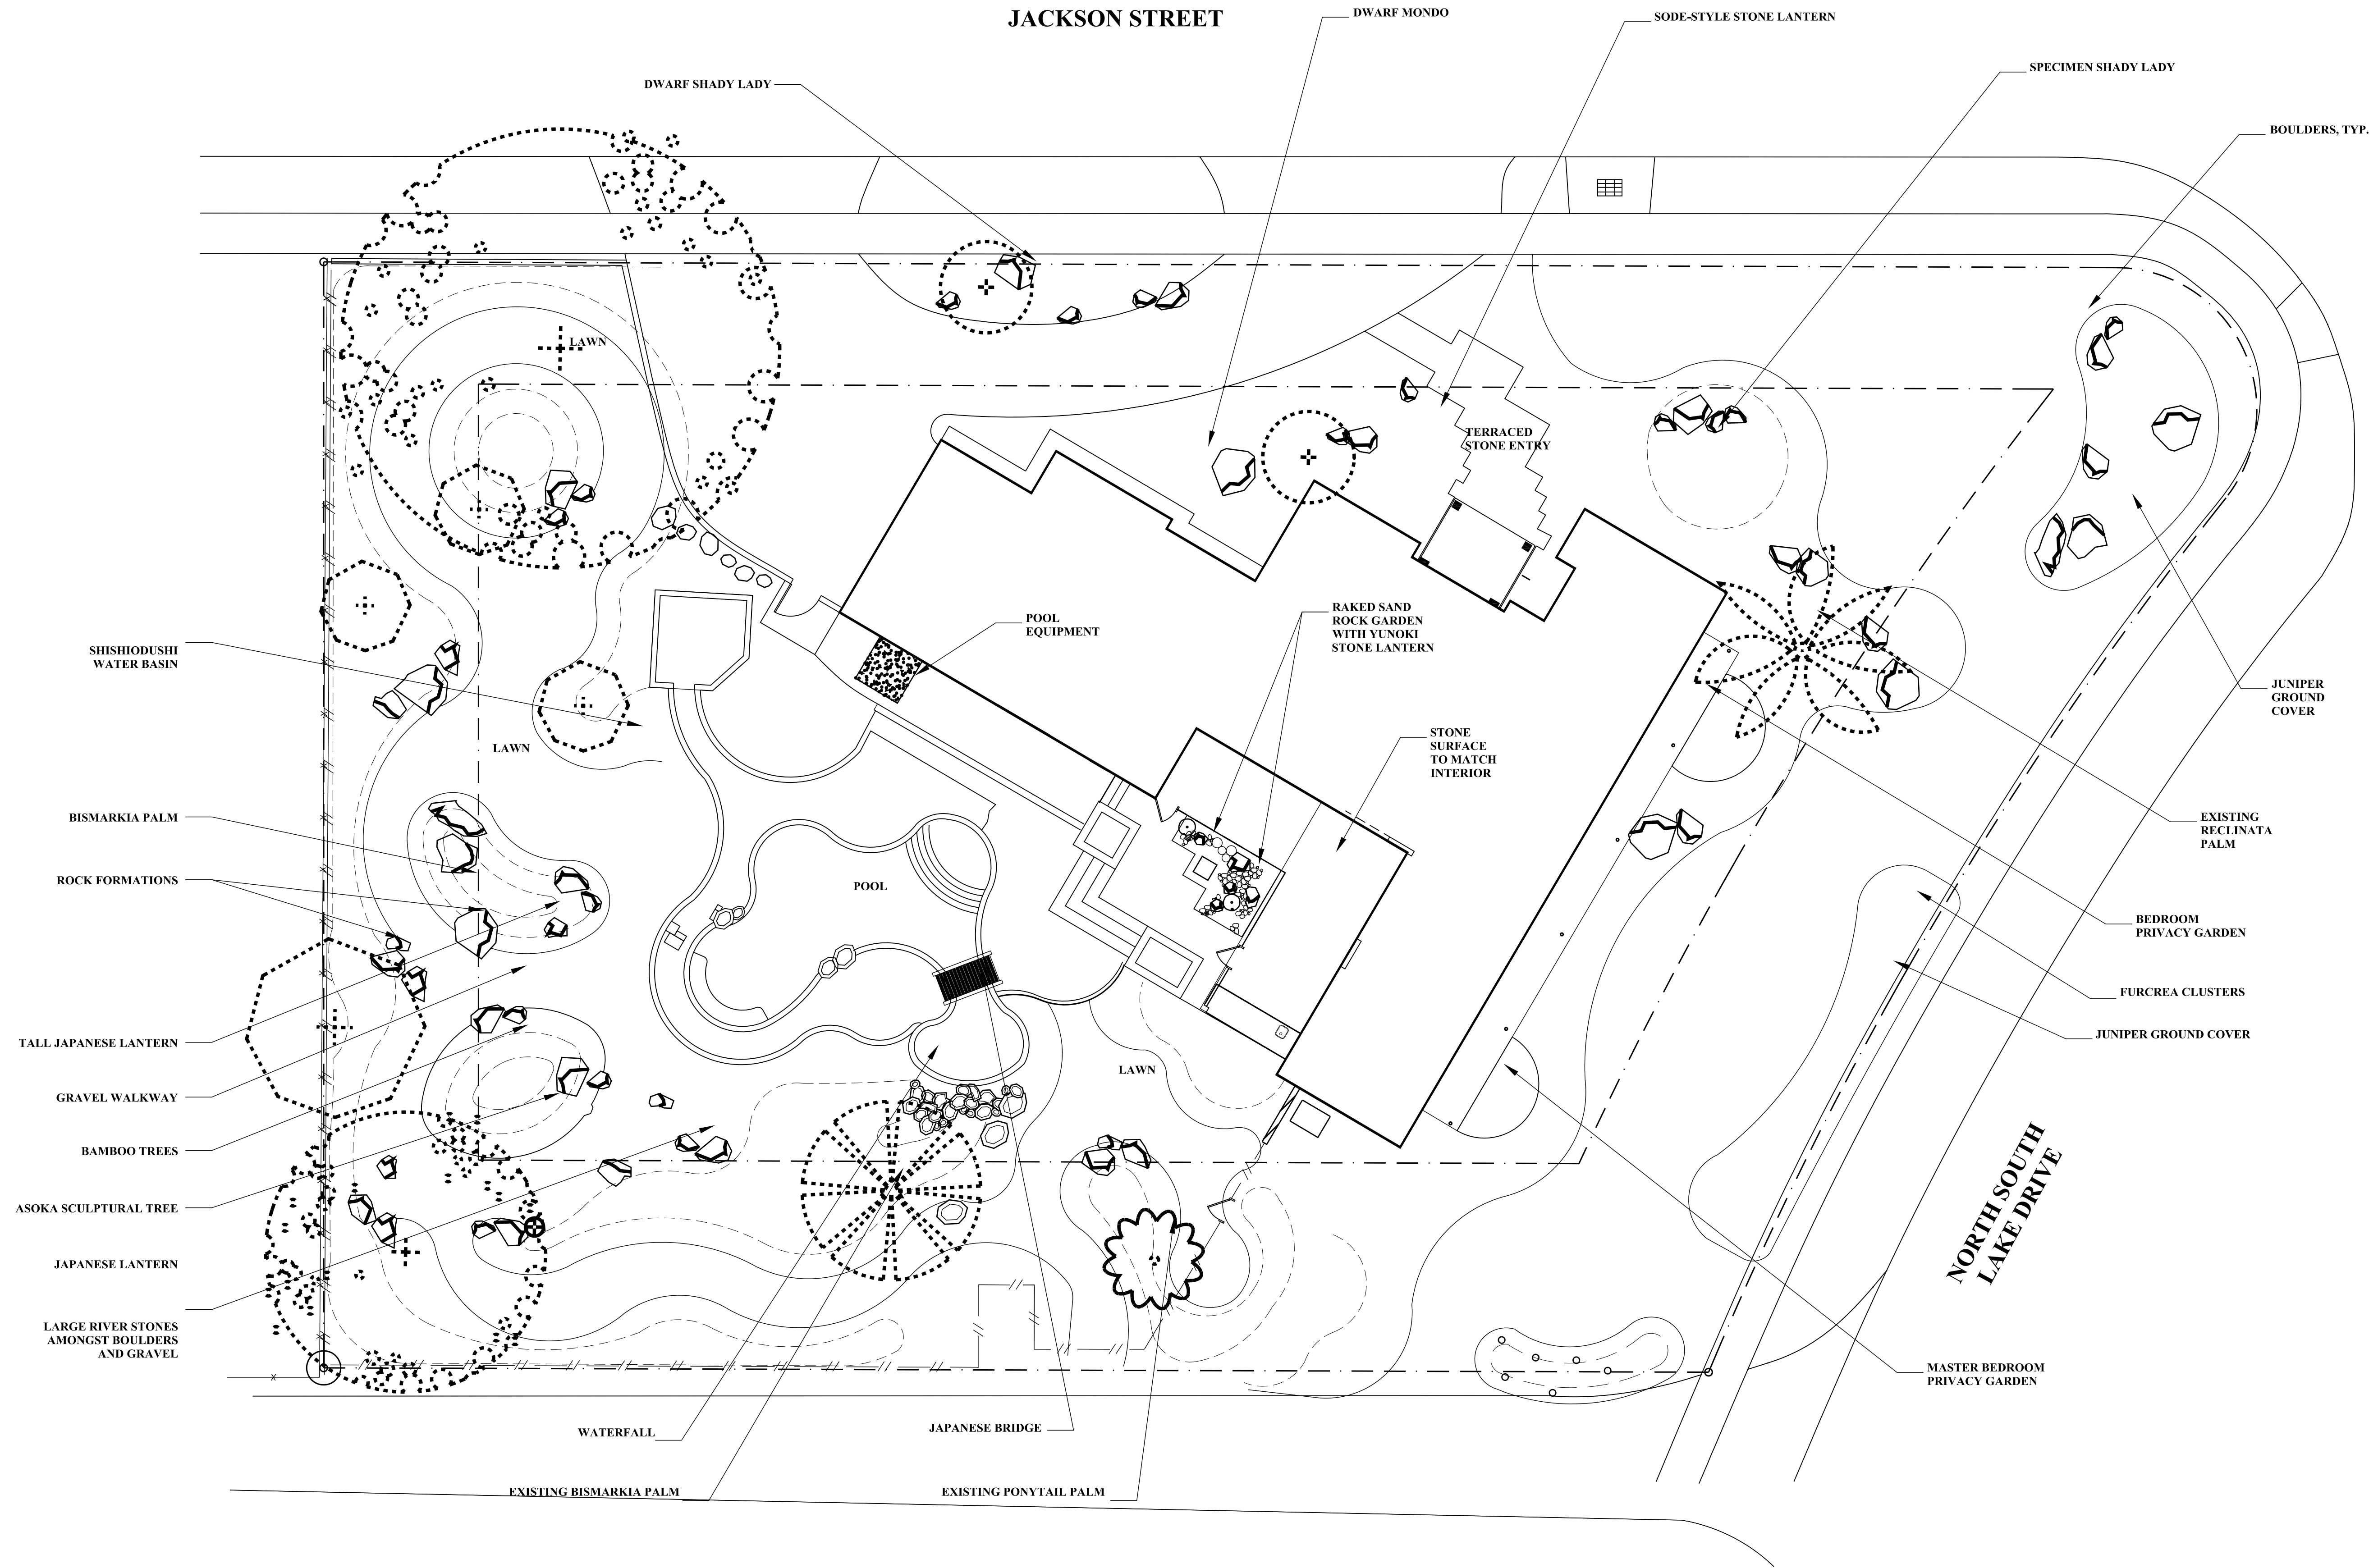 JACKSON STREET
DWARF MONDO
SODE-STYLE STONE LANTERN
SPECIMEN SHADY LADY
DWARF SHADY LADY
BOULDERS, TYP.
LAWN
TERRACED
STONE ENTRY
RAKED SAND
ROCK GARDEN
WITH YUNOKI
STONE LANTERN
POOL
EQUIPMENT
SHISHIODUSHI
WATER BASIN
JUNIPER
GROUND
COVER
STONE
SURFACE
TO MATCH
INTERIOR
LAWN
BISMARKIA PALM
EXISTING
RECLINATA
PALM
ROCK FORMATIONS
POOL
BEDROOM
PRIVACY GARDEN
FURCREA CLUSTERS
JUNIPER GROUND COVER
TALL JAPANESE LANTERN
LAWN
GRAVEL WALKWAY
BAMBOO TREES
ASOKA SCULPTURAL TREE
NORTH SOUTH
LAKE DRIVE
JAPANESE LANTERN
LARGE RIVER STONES
AMONGST BOULDERS
AND GRAVEL
X
MASTER BEDROOM
PRIVACY GARDEN
WATERFALL
JAPANESE BRIDGE
EXISTING BISMARKIA PALM
EXISTING PONYTAIL PALM